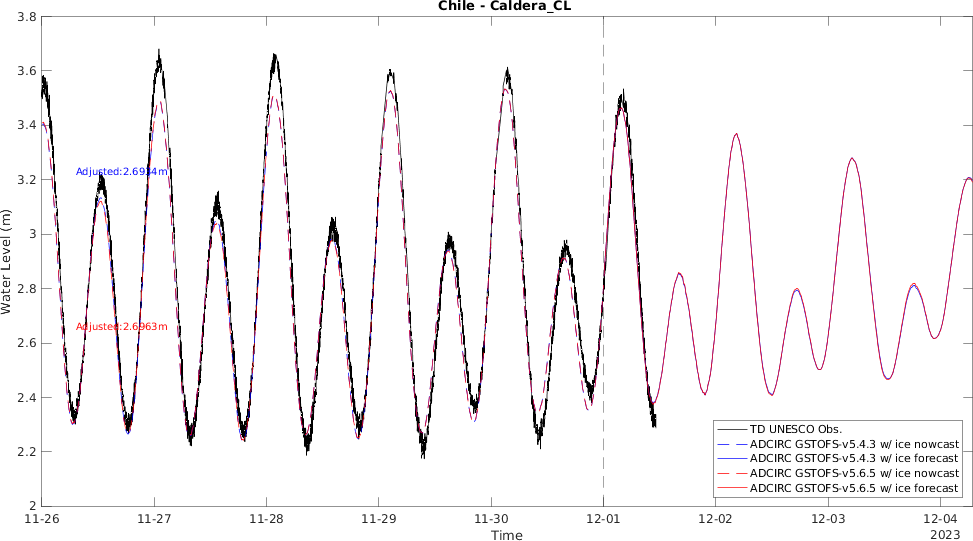 Chile - Caldera_CL
3.8
3.6
3.4
3.2
3
2.8
2.6
2.4
2.2
2
Water Level (m)
Adjusted:2.6934m
Adjusted:2.6963m
TD UNESCO Obs.
ADCIRC GSTOFS-v5.4.3 w/ ice nowcast
ADCIRC GSTOFS-v5.4.3 w/ ice forecast
ADCIRC GSTOFS-v5.6.5 w/ ice nowcast
ADCIRC GSTOFS-v5.6.5 w/ ice forecast
11-26 11-27 11-28 11-29 11-30 12-01 12-02 12-03 12-04
Time
2023